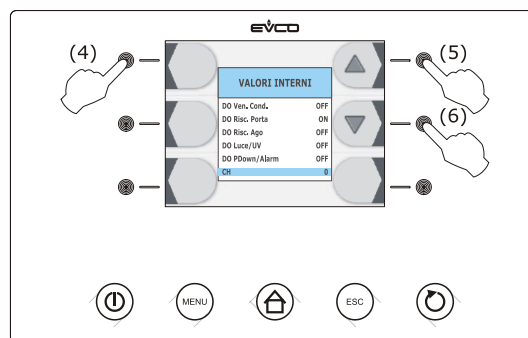 EVCO
(4)
(5)
VALORI INTERNI
DO Ven. Cond. OFF
DO Risc. Porta ON
(6)
DO Risc. Ago OFF
DO Luce/UV OFF
DO PDown/Alarm OFF
CH 0
MENU
ESC